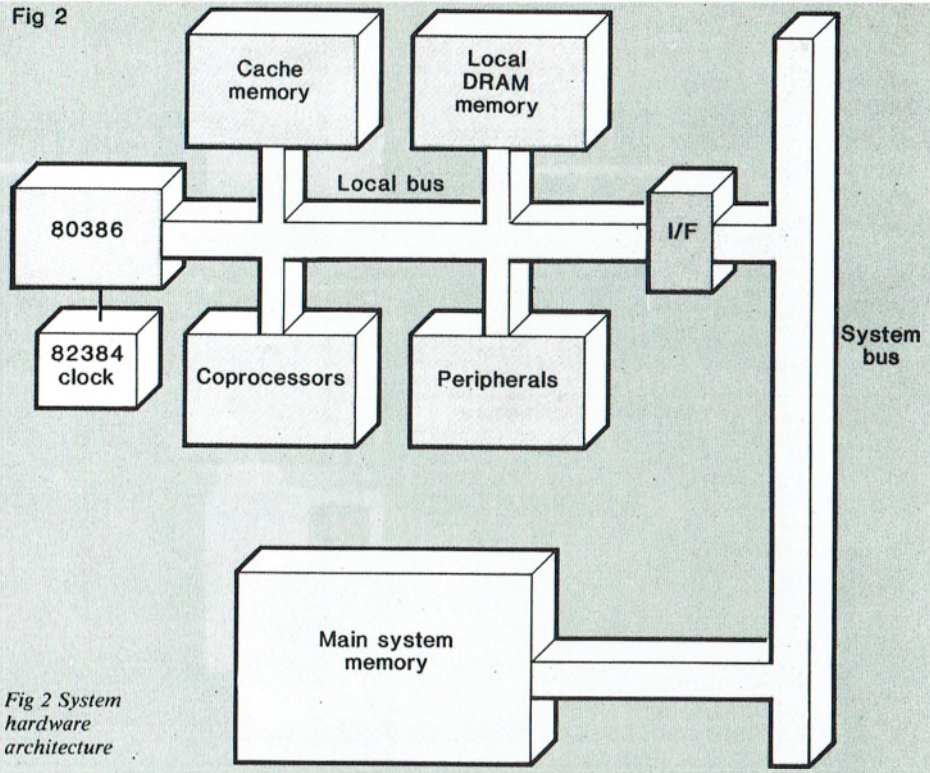 Fig 2
Cache
memory
Local
DRAM
memory
Local bus
80386
I/F
82384
clock
Coprocessors
Peripherals
System
bus
Main system
memory
Fig 2 System
hardware
architecture